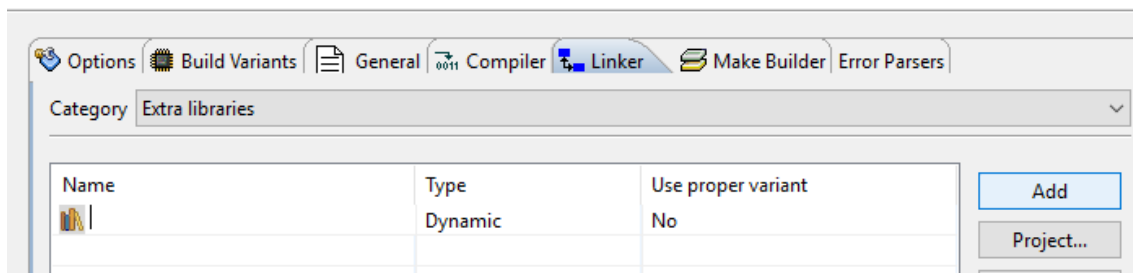 Options Build Variants General Compiler Linker Make Builder Error Parsers
Category Extra libraries
Name Type Use proper variant Add
Dynamic No
Project...